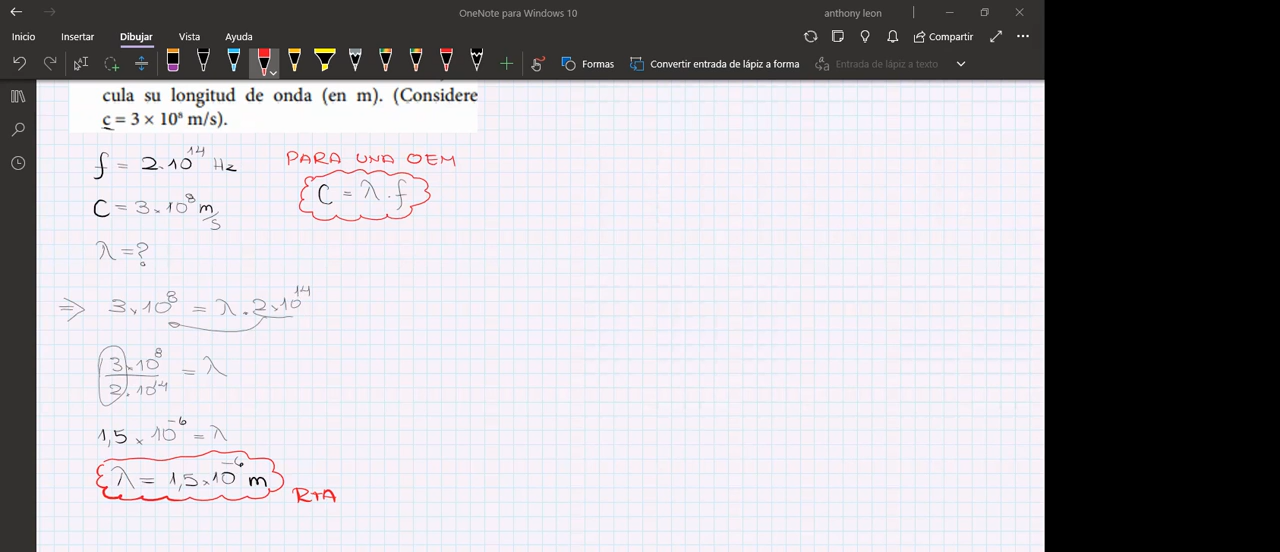 OneNote para Windows 10
anthony leon
Inicio Insertar Dibujar Vista Ayuda
Compartir
Formas Convertir entrada de lápiz a forma Entrada de lápiz a texto
cula su longitud de onda (en m). (Considere
c = 3 × 10⁸ m/s).
f = 2.10¹⁴ Hz
PARA UNA OEM
C = λ . f
C = 3 × 10⁸ m/s
λ = ?
⇒ 3 × 10⁸ = λ . 2 × 10¹⁴
3 × 10⁸ / 2 . 10¹⁴ = λ
1,5 × 10⁻⁶ = λ
λ = 1,5 × 10⁻⁶ m
RTA